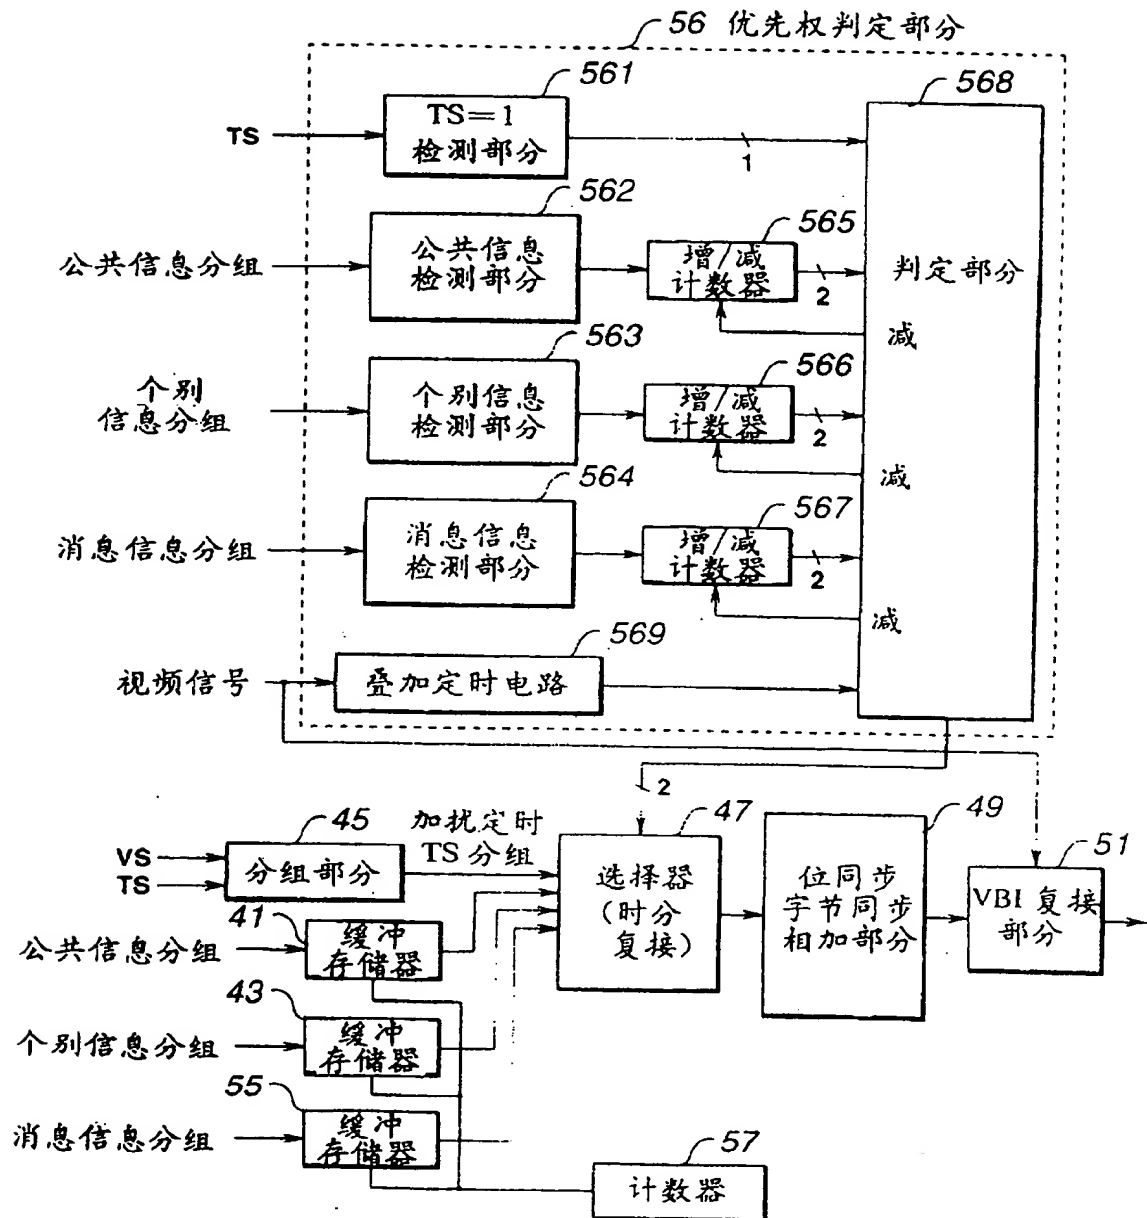 56 优先权判定部分
561
568
TS
TS=1
检测部分
1
562
565
公共信息分组
公共信息
检测部分
增/减
计数器
2
判定部分
减
563
566
个别
信息分组
个别信息
检测部分
增/减
计数器
2
减
564
567
消息信息分组
消息信息
检测部分
增/减
计数器
2
减
569
视频信号
叠加定时电路
2
45
加扰定时
TS 分组
47
49
51
VS
TS
分组部分
选择器
(时分
复接)
位同步
字节同步
相加部分
VBI 复接
部分
41
公共信息分组
缓冲
存储器
43
个别信息分组
缓冲
存储器
55
消息信息分组
缓冲
存储器
57
计数器